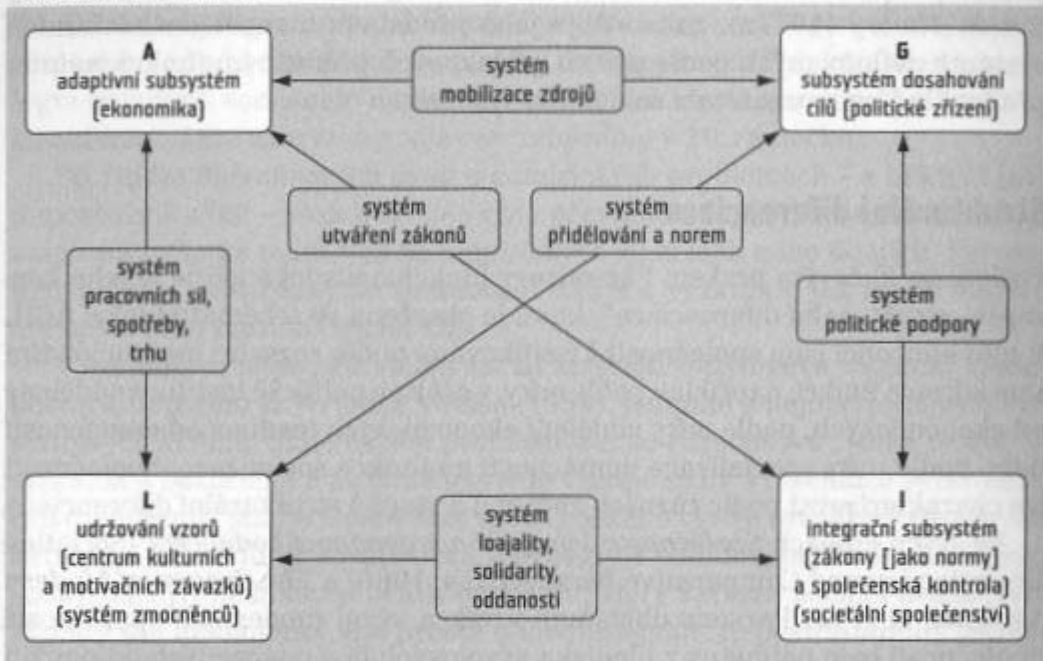 A
adaptivní subsystém
(ekonomika)
systém
mobilizace zdrojů
G
subsystém dosahování
cílů (politické zřízení)
systém
utváření zákonů
systém
přidělování a norem
systém
pracovních sil,
spotřeby,
trhu
systém
politické podpory
L
udržování vzorů
(centrum kulturních
a motivačních závazků)
(systém zmocněnců)
systém
loajality,
solidarity,
oddanosti
I
integrační subsystém
(zákony [jako normy]
a společenská kontrola)
(societální společenství)